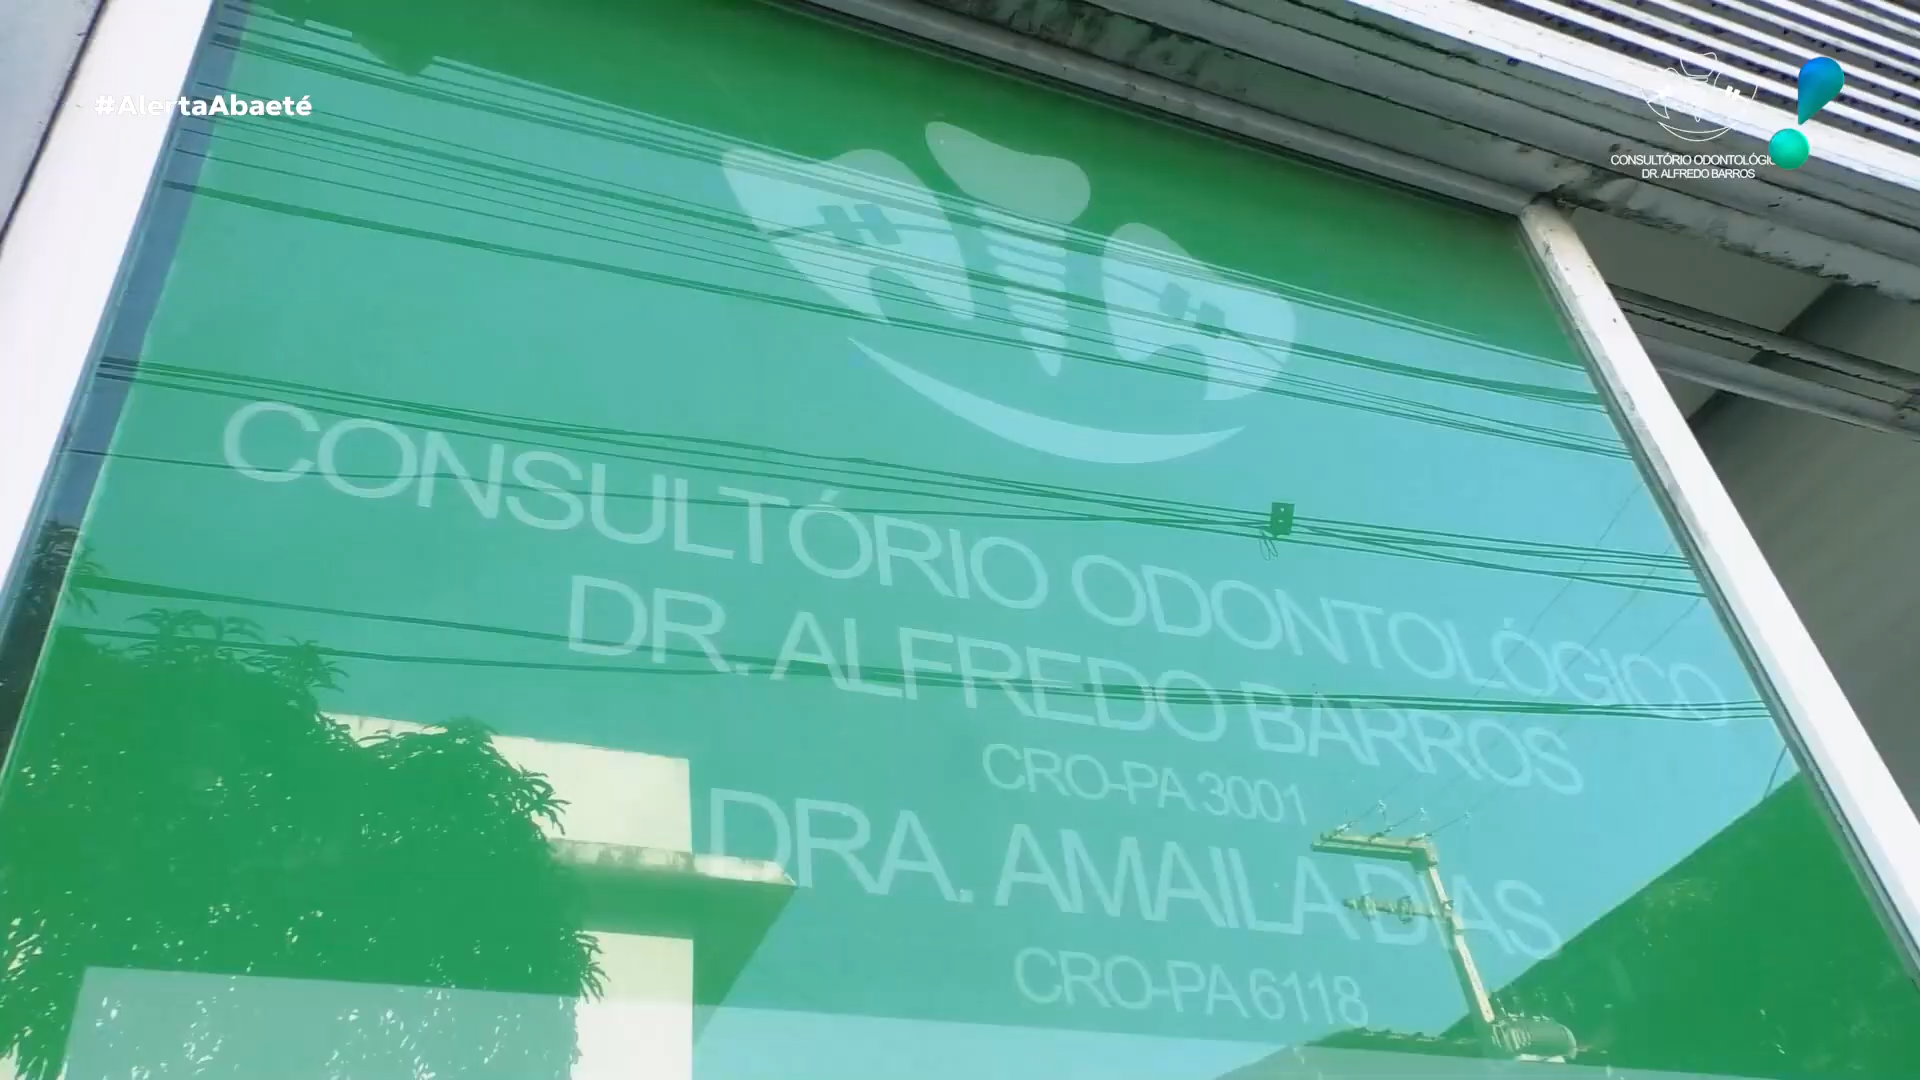 #AlertaAbaeté
CONSULTÓRIO ODONTOLÓGIC
DR. ALFREDO BARROS
CONSULTÓRIO ODONTOLÓGICO
DR. ALFREDO BARROS
CRO-PA 3001
DRA. AMAILA DIAS
CRO-PA 6118